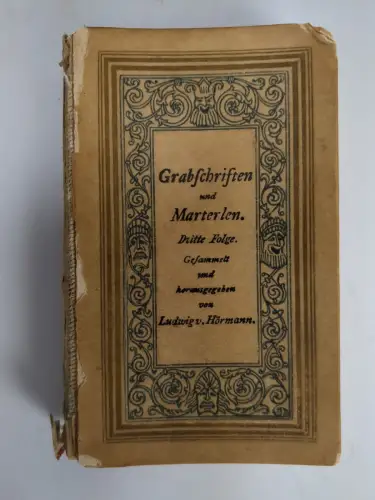 Grabſchriften
und
Marterlen.
Dritte Folge.
Geſammelt
und
herausgegeben
von
Ludwig v. Hörmann.